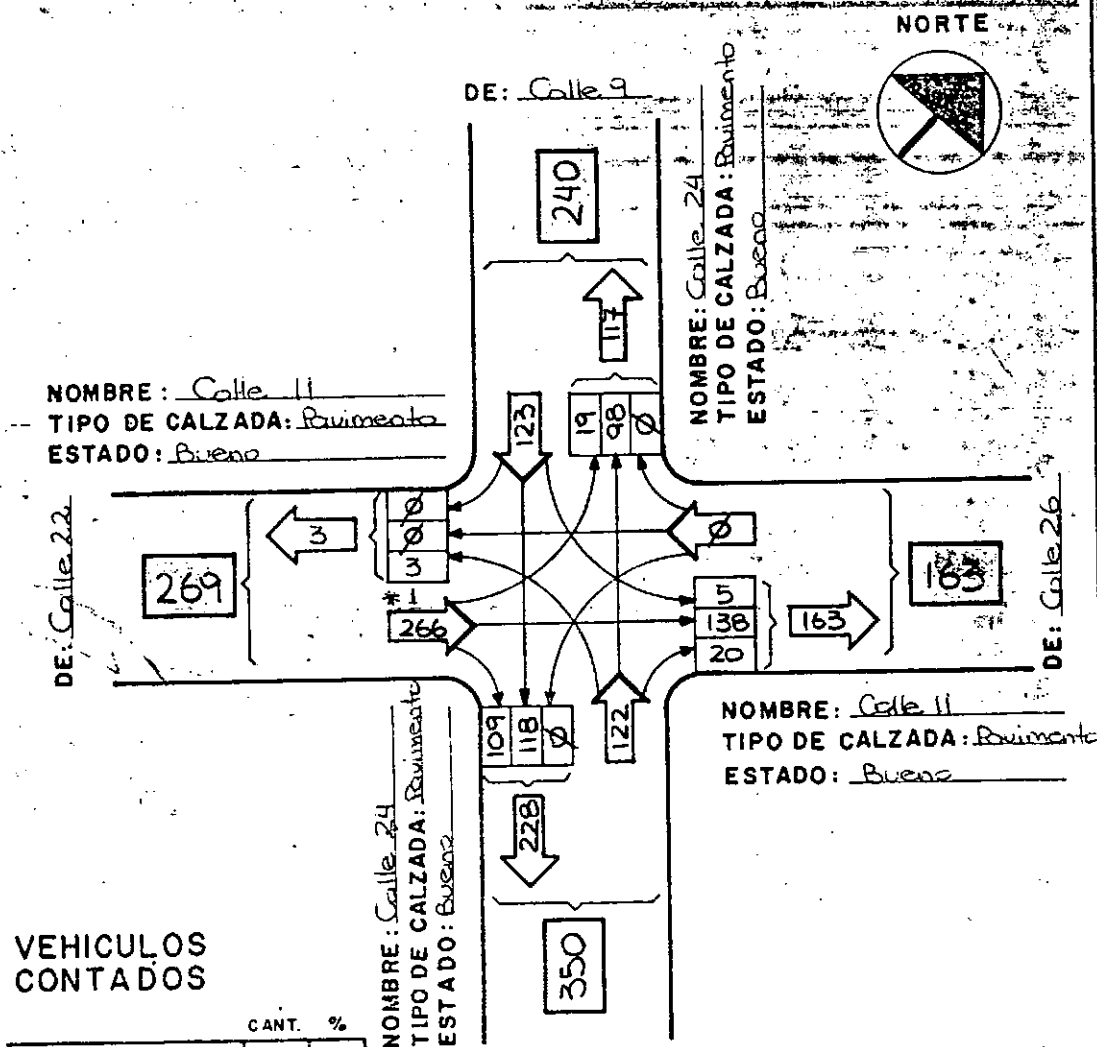 NORTE
DE: Calle 9
240
NOMBRE: Calle 24
TIPO DE CALZADA: Pavimento
ESTADO: Bueno
117
NOMBRE: Calle 11
TIPO DE CALZADA: Pavimento
ESTADO: Bueno
123
19 98 Ø
DE: Calle 22
269
3
Ø
Ø
3
Ø
163
DE: Calle 26
* 1
266
5
138
20
163
109 118 Ø
122
NOMBRE: Calle 11
TIPO DE CALZADA: Pavimento
ESTADO: Bueno
228
NOMBRE: Calle 24
TIPO DE CALZADA: Pavimento
ESTADO: Bueno
350
VEHICULOS
CONTADOS
CANT. %